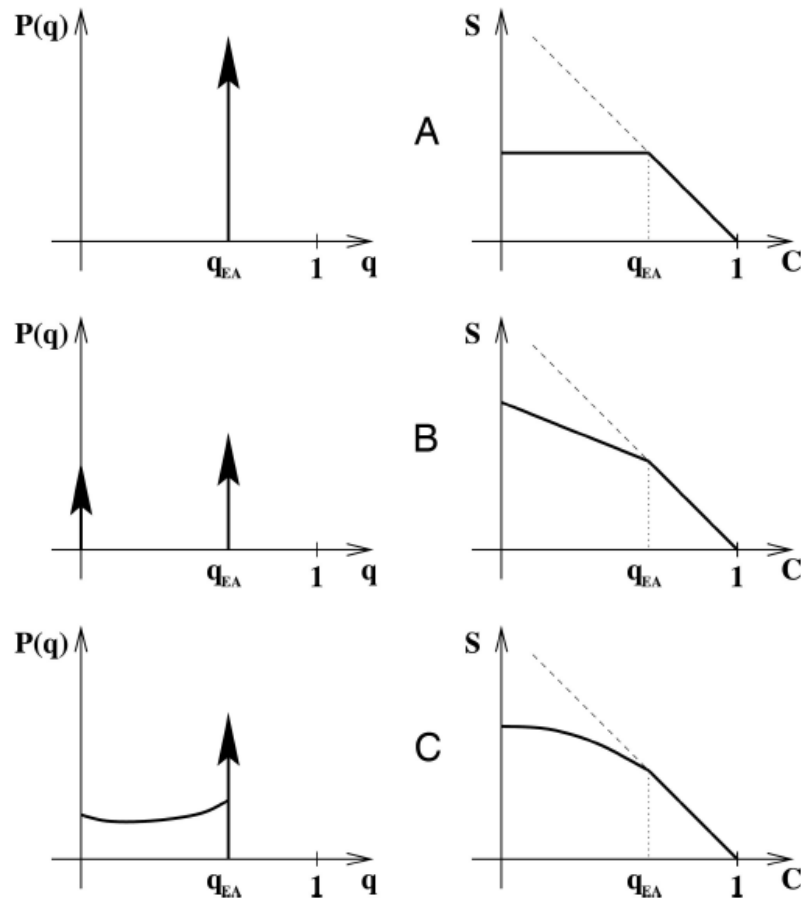 P(q)
S
A
q_EA 1 q
q_EA 1 C
P(q)
S
B
q_EA 1 q
q_EA 1 C
P(q)
S
C
q_EA 1 q
q_EA 1 C